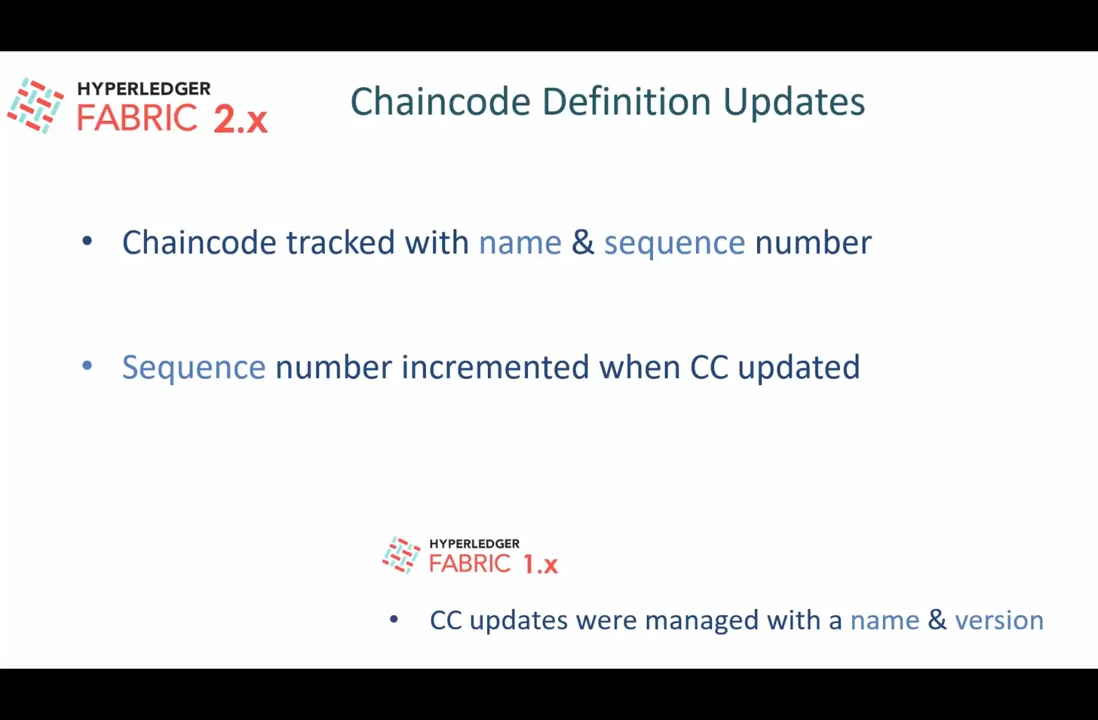 HYPERLEDGER
FABRIC 2.x
Chaincode Definition Updates
• Chaincode tracked with name & sequence number
• Sequence number incremented when CC updated
HYPERLEDGER
FABRIC 1.x
• CC updates were managed with a name & version